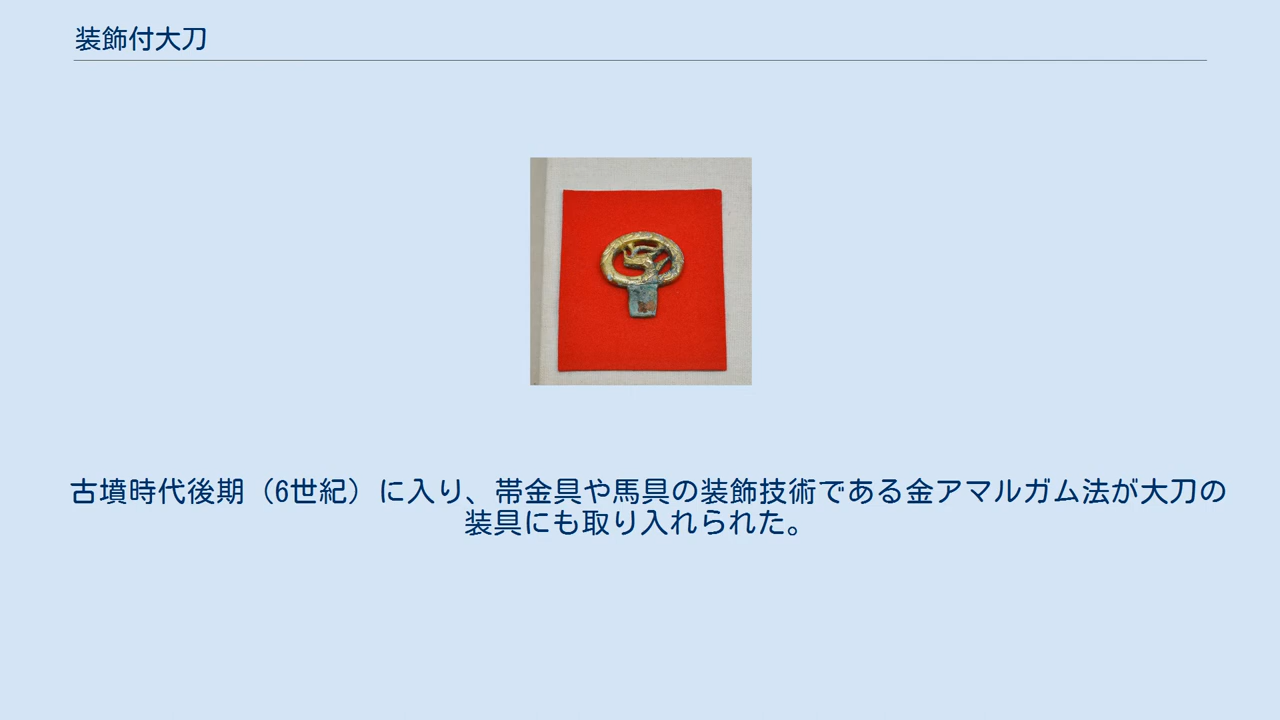 装飾付大刀
古墳時代後期（6世紀）に入り、帯金具や馬具の装飾技術である金アマルガム法が大刀の
装具にも取り入れられた。